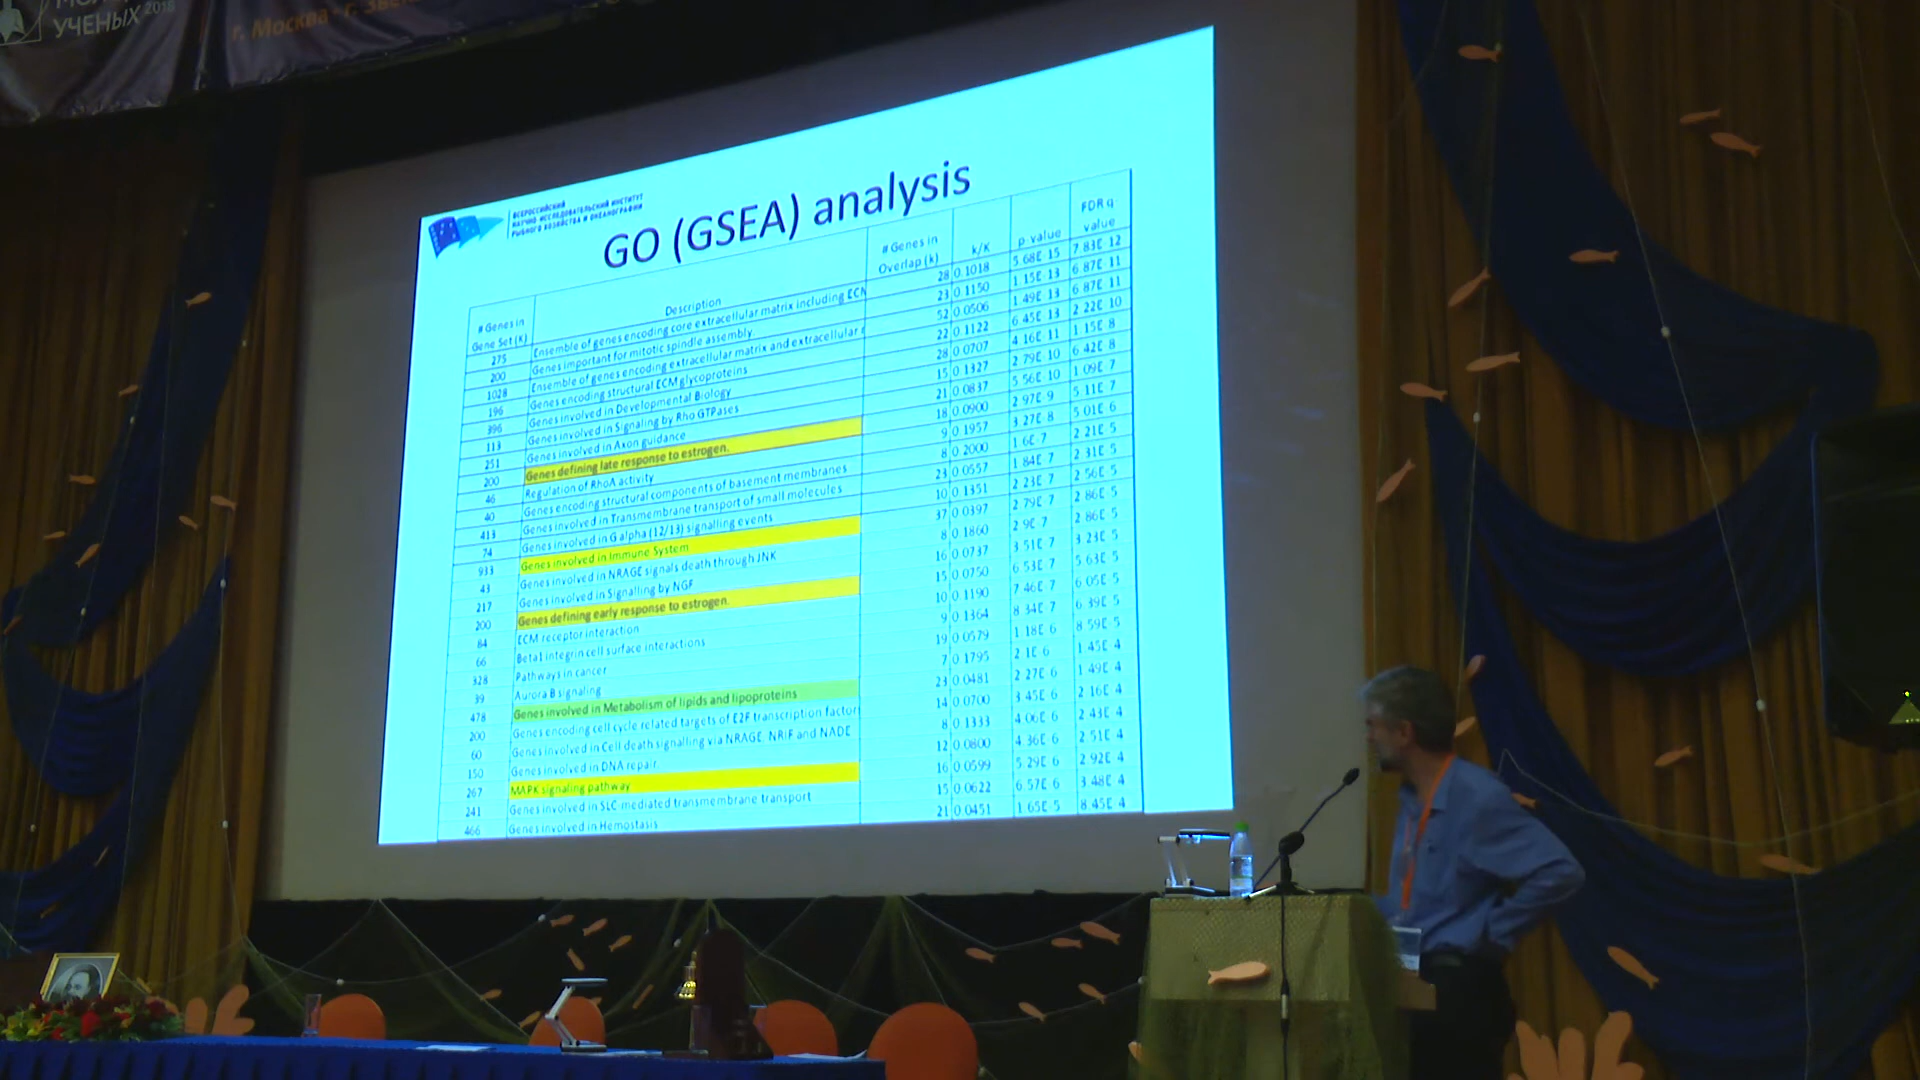 УЧЕНЫХ 2016
г. Москва - г. Зве
ВСЕРОССИЙСКИЙ
НАУЧНО-ИССЛЕДОВАТЕЛЬСКИЙ ИНСТИТУТ
РЫБНОГО ХОЗЯЙСТВА И ОКЕАНОГРАФИИ
GO (GSEA) analysis
# Genes in Gene Set (K) Description # Genes in Overlap (k) k/K p value FDR q value
275 Ensemble of genes encoding core extracellular matrix including ECM 28 0.1018 5 68E 15 7 83E 12
200 Genes important for mitotic spindle assembly 23 0.1150 1 15E 13 6 87E 11
1028 Ensemble of genes encoding extracellular matrix and extracellular 52 0.0506 1 49E 13 6 87E 11
196 Genes encoding structural ECM glycoproteins 22 0.1122 6 45E 13 2 22E 10
396 Genes involved in Developmental Biology 28 0.0707 4 16E 11 1 15E 8
113 Genes involved in Signaling by Rho GTPases 15 0.1327 2 79E 10 6 42E 8
251 Genes involved in Axon guidance 21 0.0837 5 56E 10 1 09E 7
200 Genes defining late response to estrogen. 18 0.0900 2 97E 9 5 11E 7
46 Regulation of RhoA activity 9 0.1957 3 27E 8 5 01E 6
40 Genes encoding structural components of basement membranes 8 0.2000 1 6E 7 2 21E 5
413 Genes involved in Transmembrane transport of small molecules 23 0.0557 1 84E 7 2 31E 5
74 Genes involved in G alpha (12/13) signalling events 10 0.1351 2 23E 7 2 56E 5
933 Genes involved in Immune System 37 0.0397 2 79E 7 2 86E 5
43 Genes involved in NRAGE signals death through JNK 8 0.1860 2 9E 7 2 86E 5
217 Genes involved in Signalling by NGF 16 0.0737 3 51E 7 3 23E 5
200 Genes defining early response to estrogen. 15 0.0750 6 53E 7 5 63E 5
84 ECM receptor interaction 10 0.1190 7 46E 7 6 05E 5
66 Beta1 integrin cell surface interactions 9 0.1364 8 34E 7 6 39E 5
328 Pathways in cancer 19 0.0579 1 18E 6 8 59E 5
39 Aurora B signaling 7 0.1795 2 1E 6 1 45E 4
478 Genes involved in Metabolism of lipids and lipoproteins 23 0.0481 2 27E 6 1 49E 4
200 Genes encoding cell cycle related targets of E2F transcription factors 14 0.0700 3 45E 6 2 16E 4
60 Genes involved in Cell death signalling via NRAGE, NRIF and NADE 8 0.1333 4 06E 6 2 43E 4
150 Genes involved in DNA repair. 12 0.0800 4 36E 6 2 51E 4
267 MAPK signaling pathway 16 0.0599 5 29E 6 2 92E 4
241 Genes involved in SLC mediated transmembrane transport 15 0.0622 6 57E 6 3 48E 4
466 Genes involved in Hemostasis 21 0.0451 1 65E 5 8 45E 4